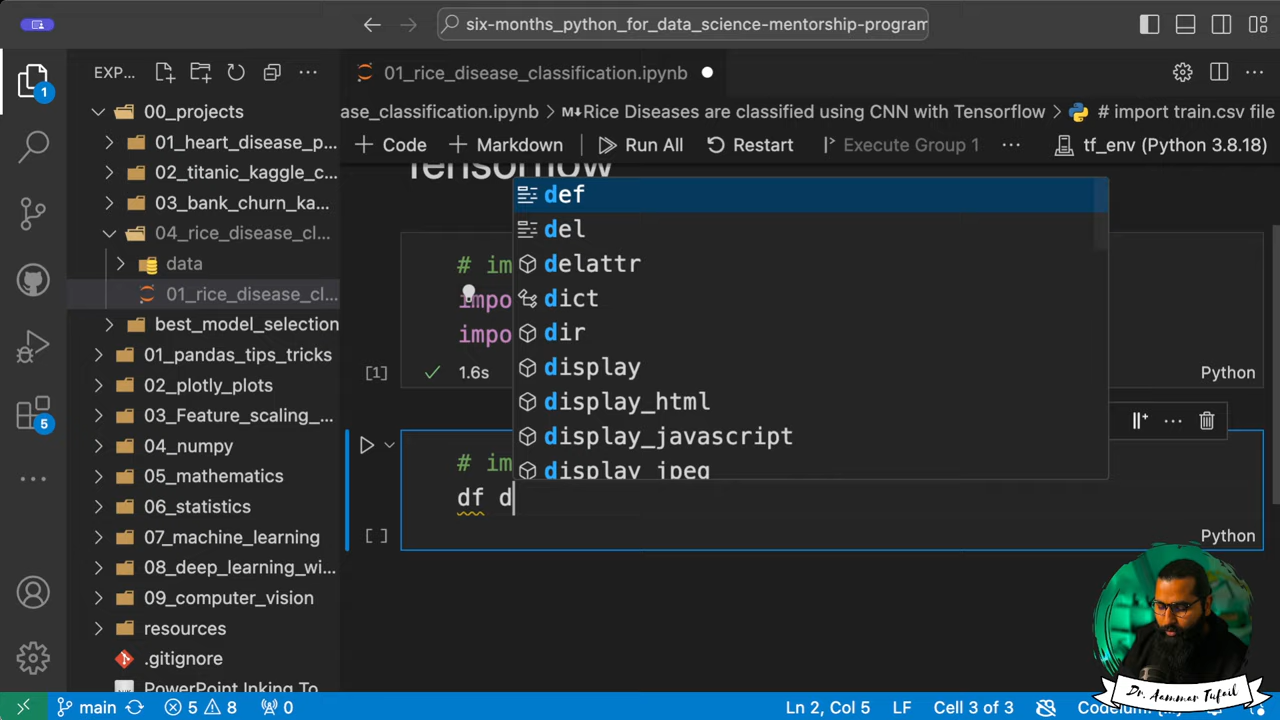 six-months_python_for_data_science-mentorship-program
EXP...
01_rice_disease_classification.ipynb
1
00_projects
ase_classification.ipynb > M↓Rice Diseases are classified using CNN with Tensorflow > # import train.csv file
01_heart_disease_p...
+ Code + Markdown Run All Restart ... Execute Group 1 tf_env (Python 3.8.18)
02_titanic_kaggle_c...
Tensorflow
03_bank_churn_ka...
def
04_rice_disease_cl...
del
data
# im
delattr
01_rice_disease_cl...
impo
dict
best_model_selection
impo
dir
01_pandas_tips_tricks
[1] 1.6s
display
Python
02_plotly_plots
display_html
03_Feature_scaling_...
5
display_javascript
04_numpy
# im
display_jpeg
05_mathematics
df d
06_statistics
[ ]
Python
07_machine_learning
08_deep_learning_wi...
09_computer_vision
resources
.gitignore
PowerPoint Inking To
Dr. Aammar Tufail
main 5 8 0
Ln 2, Col 5 LF Cell 3 of 3